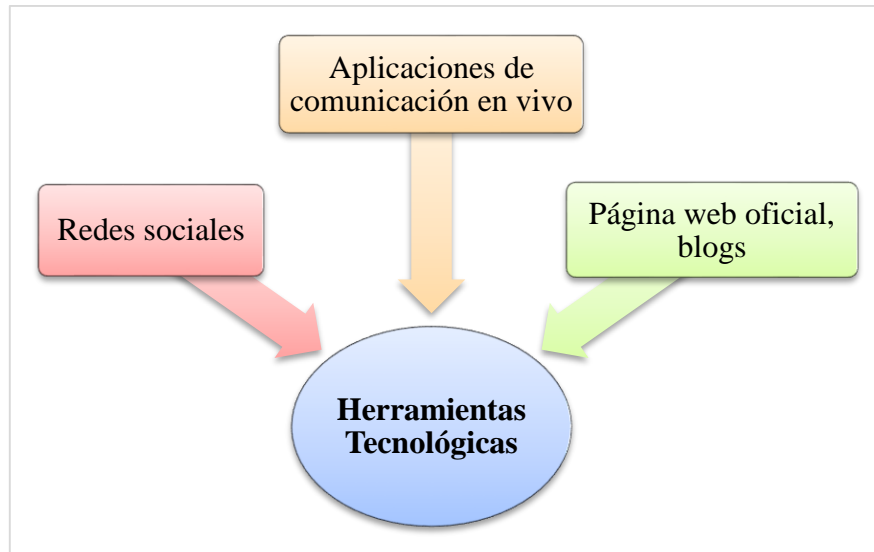 Aplicaciones de
comunicación en vivo
Redes sociales
Página web oficial,
blogs
Herramientas
Tecnológicas